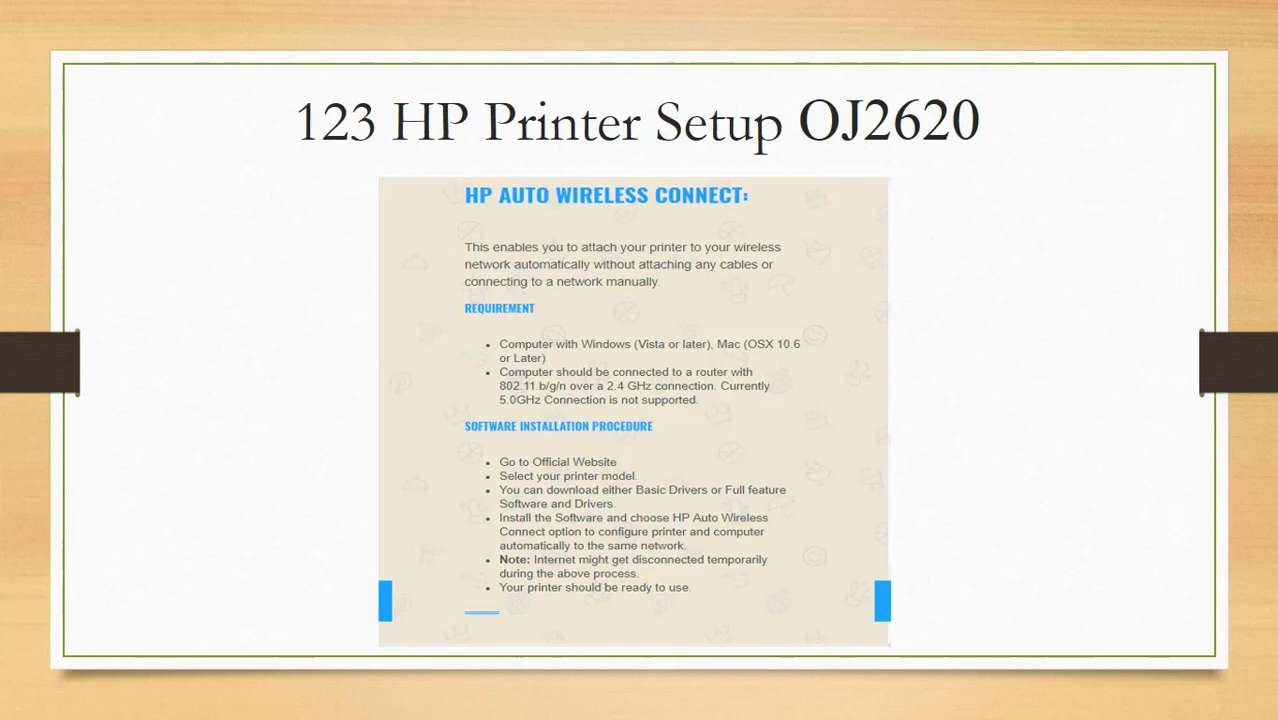 123 HP Printer Setup OJ2620
HP AUTO WIRELESS CONNECT:
This enables you to attach your printer to your wireless
network automatically without attaching any cables or
connecting to a network manually.
REQUIREMENT
• Computer with Windows (Vista or later), Mac (OSX 10.6
or Later)
• Computer should be connected to a router with
802.11.b/g/n over a 2.4 GHz connection. Currently
5.0GHz Connection is not supported.
SOFTWARE INSTALLATION PROCEDURE
• Go to Official Website
• Select your printer model.
• You can download either Basic Drivers or Full feature
Software and Drivers.
• Install the Software and choose HP Auto Wireless
Connect option to configure printer and computer
automatically to the same network.
• Note: Internet might get disconnected temporarily
during the above process.
• Your printer should be ready to use.